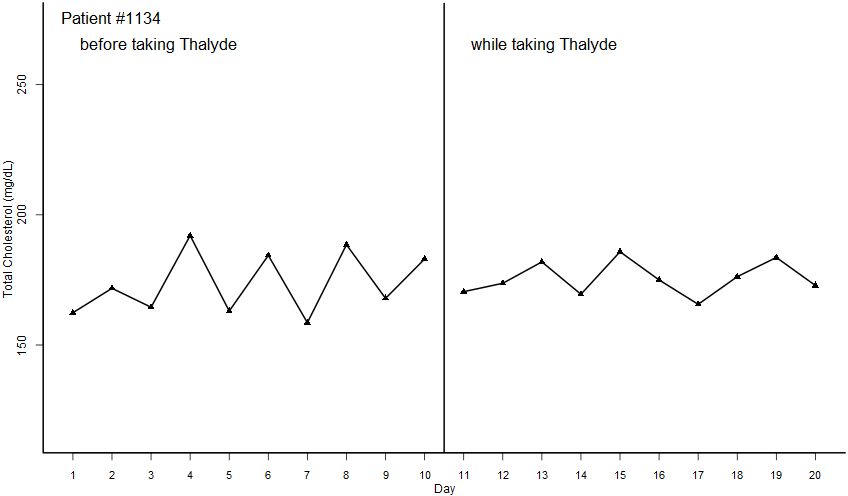 Patient #1134
before taking Thalyde
while taking Thalyde
250
200
150
Total Cholesterol (mg/dL)
1 2 3 4 5 6 7 8 9 10 11 12 13 14 15 16 17 18 19 20
Day